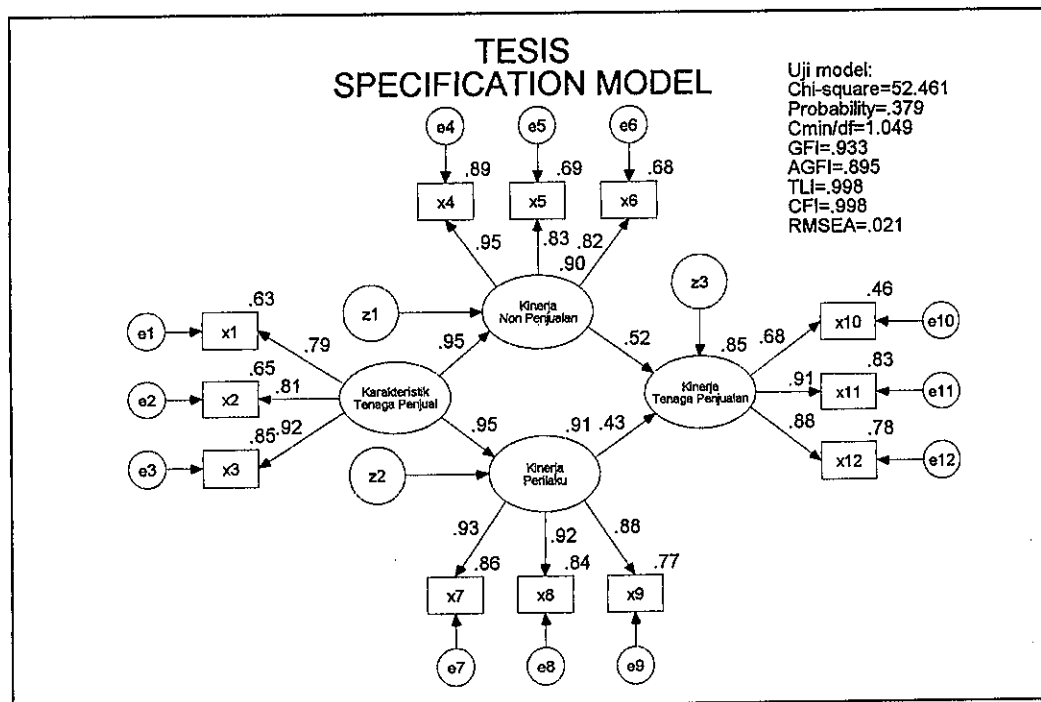 TESIS
SPECIFICATION MODEL
Uji model:
Chi-square=52.461
Probability=.379
Cmin/df=1.049
GFI=.933
AGFI=.895
TLI=.998
CFI=.998
RMSEA=.021
e4
e5
e6
.89
.69
.68
x4
x5
x6
.95
.83
.82
.90
z1
Kinerja
Non Penjualan
z3
.63
e1
x1
.79
.95
.52
.46
x10
e10
.85
.68
.65
e2
x2
.81
Karakteristik
Tenaga Penjual
Kinerja
Tenaga Penjualan
.83
.91
x11
e11
.85
.92
e3
x3
.95
.91
.43
.88
.78
x12
e12
z2
Kinerja
Perilaku
.93
.92
.88
.86
.84
.77
x7
x8
x9
e7
e8
e9